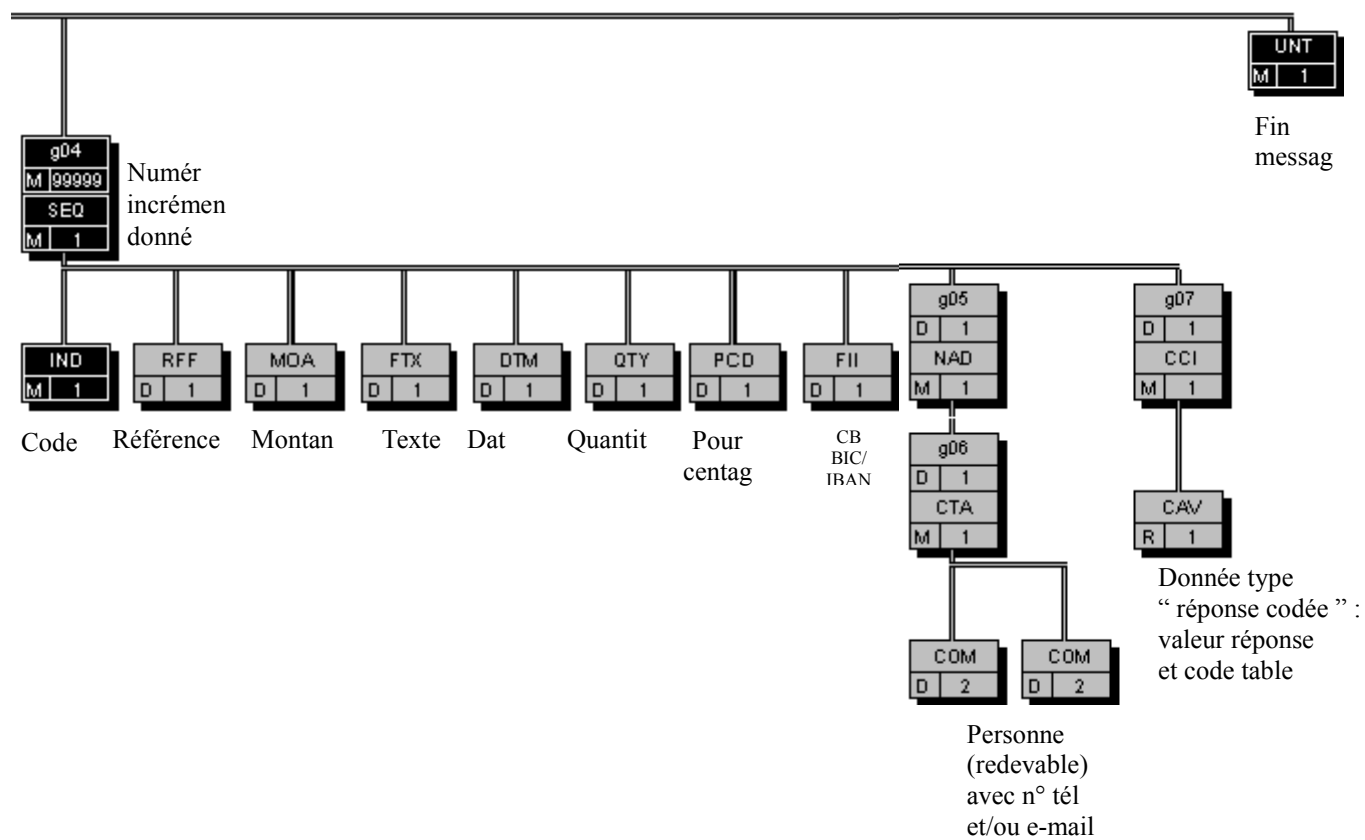 UNT
M 1
Fin
messag
g04
M 99999
SEQ
M 1
Numér
incrémen
donné
IND
M 1
Code
RFF
D 1
Référence
MOA
D 1
Montan
FTX
D 1
Texte
DTM
D 1
Dat
QTY
D 1
Quantit
PCD
D 1
Pour
centag
FII
D 1
CB
BIC/
IBAN
g05
D 1
NAD
M 1
g06
D 1
CTA
M 1
COM
D 2
COM
D 2
Personne
(redevable)
avec n° tél
et/ou e-mail
g07
D 1
CCI
M 1
CAV
R 1
Donnée type
“ réponse codée ” :
valeur réponse
et code table